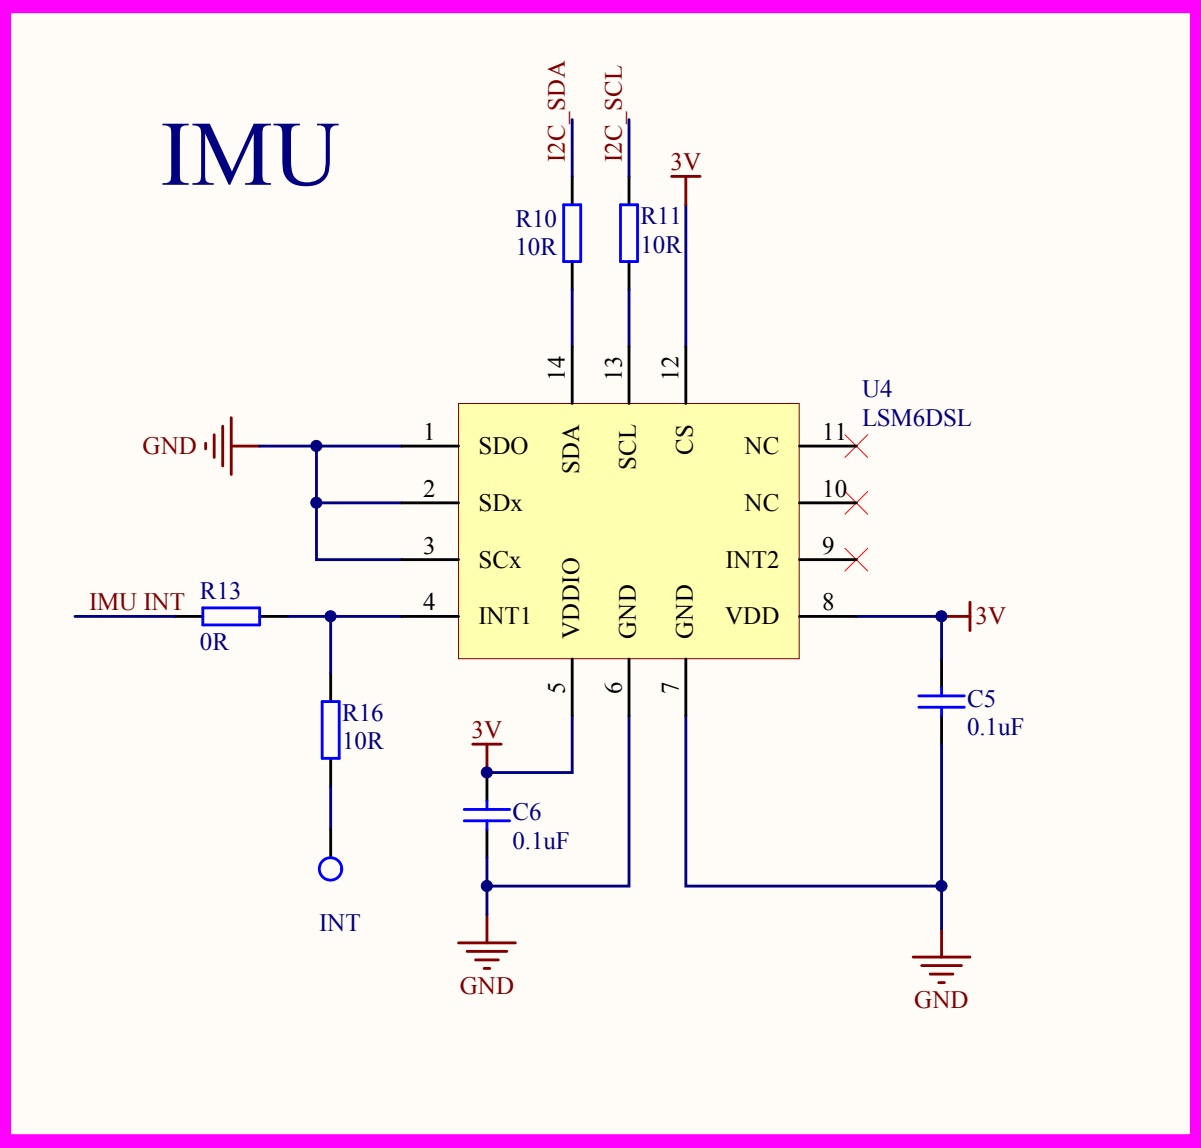 IMU
I2C_SDA
I2C_SCL
3V
R10
10R
R11
10R
14
13
12
U4
LSM6DSL
GND
1
SDO
SDA
SCL
CS
NC
11
2
SDx
NC
10
3
SCx
INT2
9
IMU INT
R13
0R
4
INT1
VDDIO
GND
GND
VDD
8
3V
5
6
7
R16
10R
INT
3V
C6
0.1uF
GND
C5
0.1uF
GND